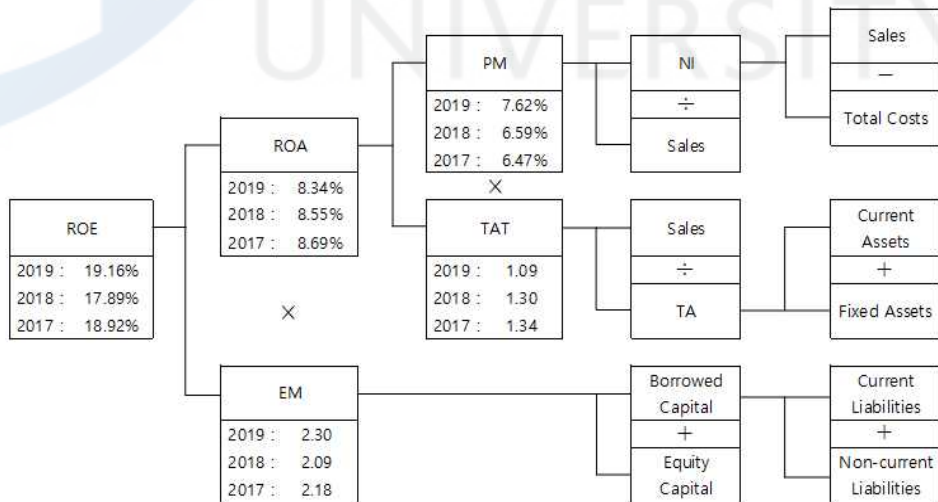 UNIVERSITY
ROE
2019 : 19.16%
2018 : 17.89%
2017 : 18.92%
ROA
2019 : 8.34%
2018 : 8.55%
2017 : 8.69%
×
EM
2019 : 2.30
2018 : 2.09
2017 : 2.18
PM
2019 : 7.62%
2018 : 6.59%
2017 : 6.47%
×
TAT
2019 : 1.09
2018 : 1.30
2017 : 1.34
NI
÷
Sales
Sales
÷
TA
Borrowed
Capital
+
Equity
Capital
Sales
−
Total Costs
Current
Assets
+
Fixed Assets
Current
Liabilities
+
Non-current
Liabilities